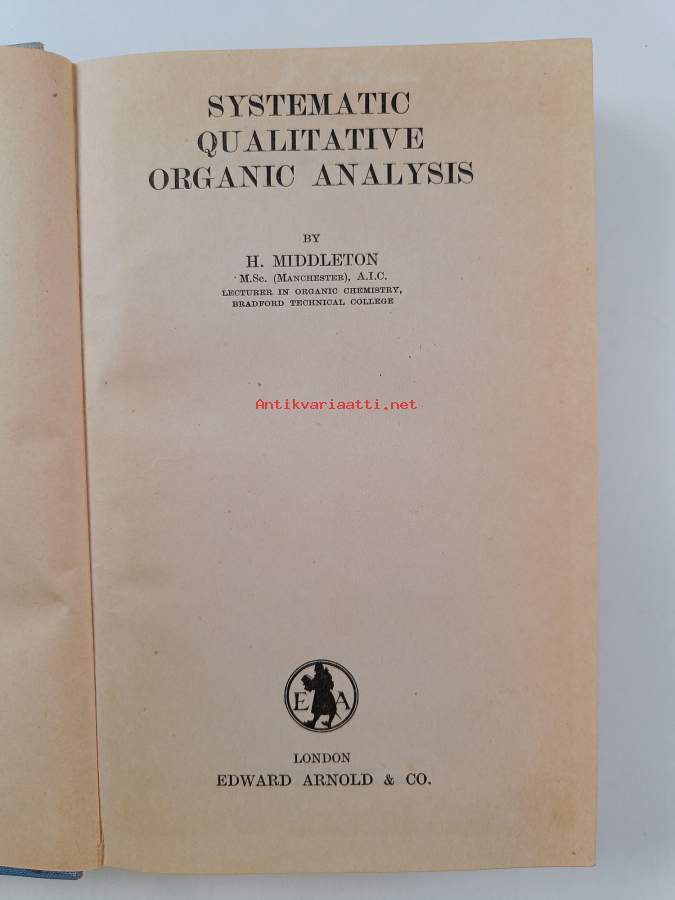 SYSTEMATIC
QUALITATIVE
ORGANIC ANALYSIS
BY
H. MIDDLETON
M.Sc. (MANCHESTER), A.I.C.
LECTURER IN ORGANIC CHEMISTRY,
BRADFORD TECHNICAL COLLEGE
Antikvariaatti.net
E A
LONDON
EDWARD ARNOLD & CO.